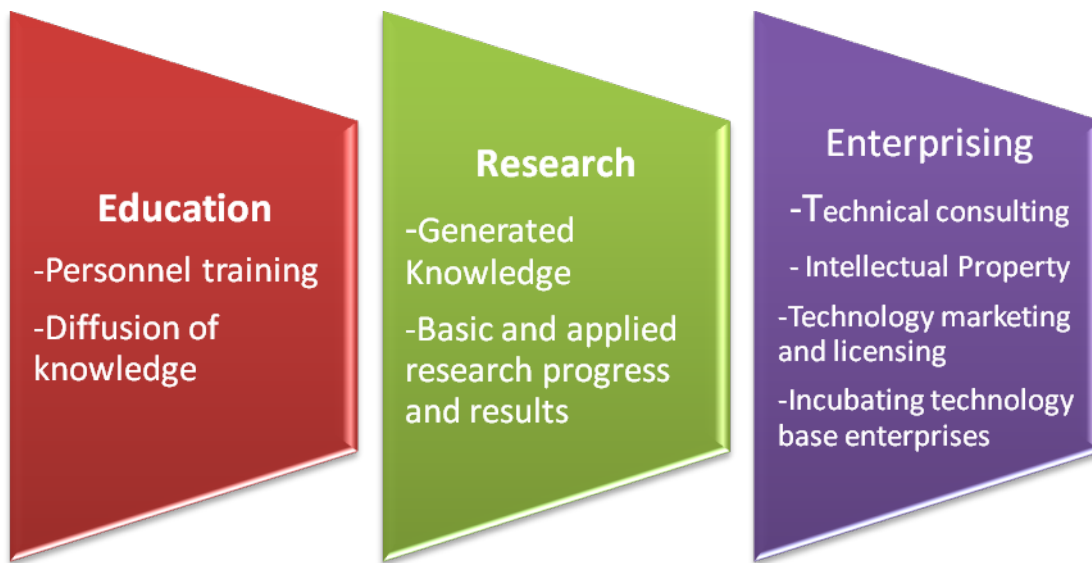 Education
-Personnel training
-Diffusion of
knowledge
Research
-Generated
Knowledge
-Basic and applied
research progress
and results
Enterprising
-Technical consulting
- Intellectual Property
-Technology marketing
and licensing
-Incubating technology
base enterprises